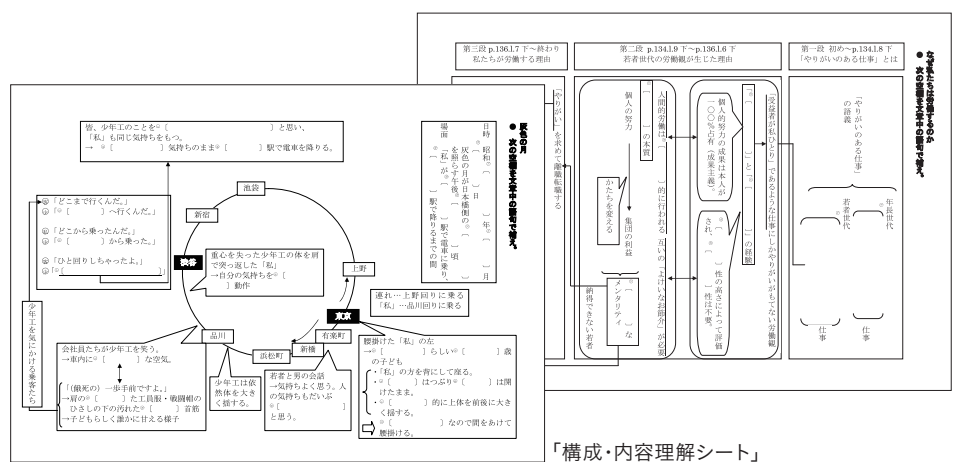 なぜ私たちは労働するのか
● 次の空欄を文章中の語句で補え。
第一段 初め～p.134.l.8下
「やりがいのある仕事」とは
第二段 p.134.l.9下～p.136.l.6下
若者世代の労働観が生じた理由
第三段 p.136.l.7下～終わり
私たちが労働する理由
「やりがいのある仕事」
の語義
年長世代
若者世代
仕事
仕事
「受益者が私ひとり」であるような仕事にしかやりがいがもてない労働観
〔 〕と〔 〕の経験
個人的努力の成果は本人が
一〇〇%占有（成果主義）。
〔 〕性の高さによって評価
され、〔 〕性は不要。
人間的労働は、〔 〕的に行われる 互いの「よけいなお節介」が必要
〔 〕の本質
個人の努力
集団の利益
かたちを変える
〔 〕な
メンタリティ
納得できない若者
「やりがい」を求めて離職転職する
灰色の月
● 次の空欄を文章中の語句で補え。
日時 昭和〔 〕年〔 〕月
〔 〕日 〔 〕頃
灰色の月が日本橋側の〔 〕
を照らす午後。
場面 「私」が〔 〕駅で電車に乗り、
〔 〕駅で降りるまでの間
皆、少年工のことを〔 〕と思い、
「私」も同じ気持ちをもつ。
→ 〔 〕気持ちのまま〔 〕駅で電車を降りる。
「どこまで行くんだ。」
「〔 〕へ行くんだ。」
「どこから乗ったんだ。」
「〔 〕から乗った。」
「ひと回りしちゃったよ。」
「〔 〕」
少年工を気にかける乗客たち
池袋
新宿
渋谷
上野
東京
有楽町
新橋
浜松町
品川
重心を失った少年工の体を肩
で突っ返した「私」
→自分の気持ちを〔
〕動作
連れ…上野回りに乗る
「私」…品川回りに乗る
会社員たちが少年工を笑う。
→車内に〔 〕な空気。
「（餓死の）一歩手前ですよ。」
→肩の〔 〕た工員服・戦闘帽の
ひさしの下の汚れた〔 〕首筋
→子どもらしく誰かに甘える様子
少年工は依
然体を大き
く揺する。
若者と男の会話
→気持ちよく思う。人
の気持ちもだいぶ
〔 〕
と思う。
腰掛けた「私」の左
→〔 〕らしい〔 〕歳
の子ども
・「私」の方を背にして座る。
・〔 〕はつぶり〔 〕は開
けたまま。
・〔 〕的に上体を前後に大き
く揺する。
〔 〕なので間をあけて
腰掛ける。
「構成・内容理解シート」